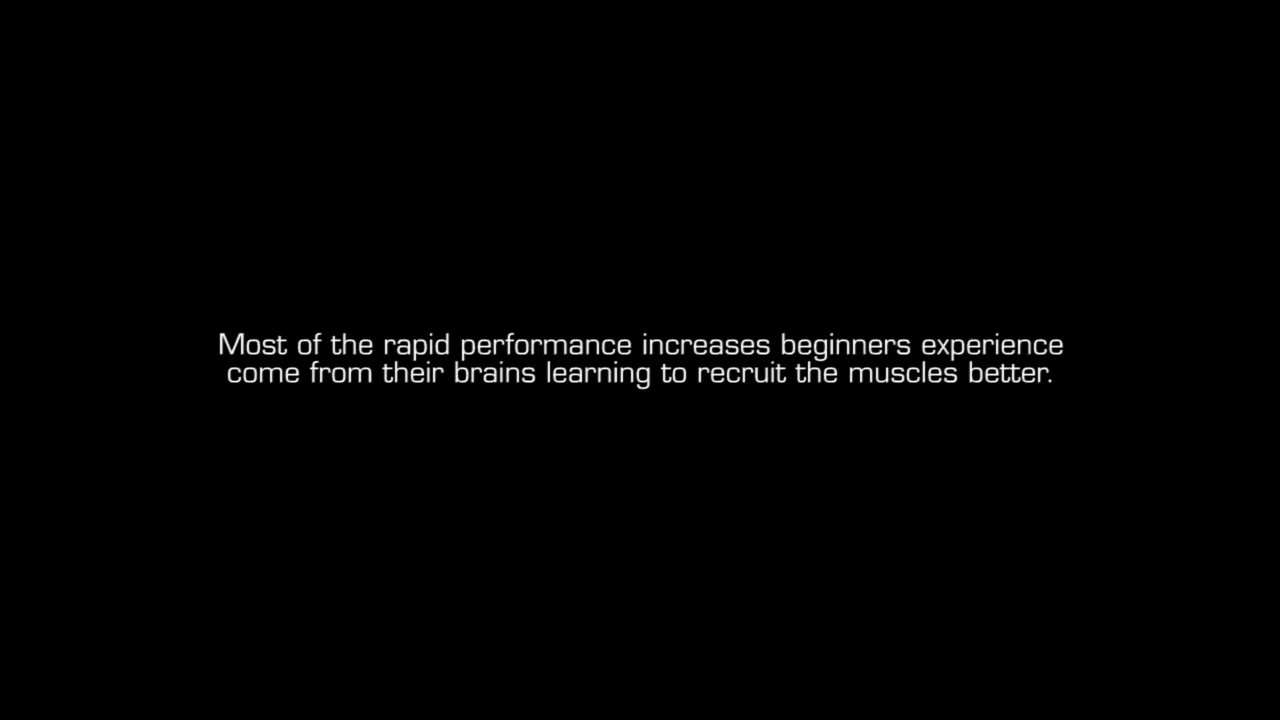 Most of the rapid performance increases beginners experience
come from their brains learning to recruit the muscles better.